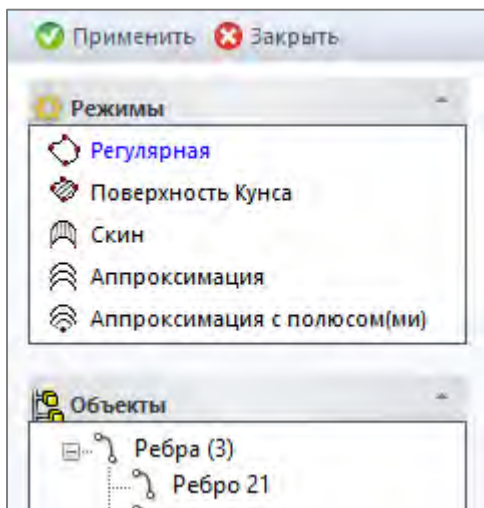 Применить Закрыть
Режимы
Регулярная
Поверхность Кунса
Скин
Аппроксимация
Аппроксимация с полюсом(ми)
Объекты
Ребра (3)
Ребро 21